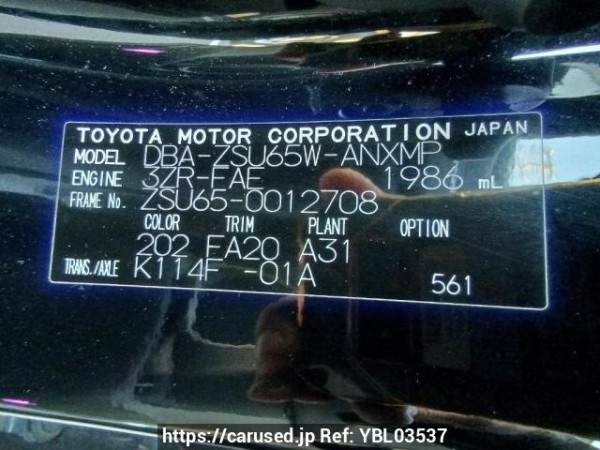 TOYOTA MOTOR CORPORATION JAPAN
MODEL DBA-ZSU65W-ANXMP
ENGINE 3ZR-FAE 1986 mL
FRAME No. ZSU65-0012708
COLOR TRIM PLANT OPTION
202 FA20 A31
TRANS./AXLE K114F -01A
561
https://carused.jp Ref: YBL03537